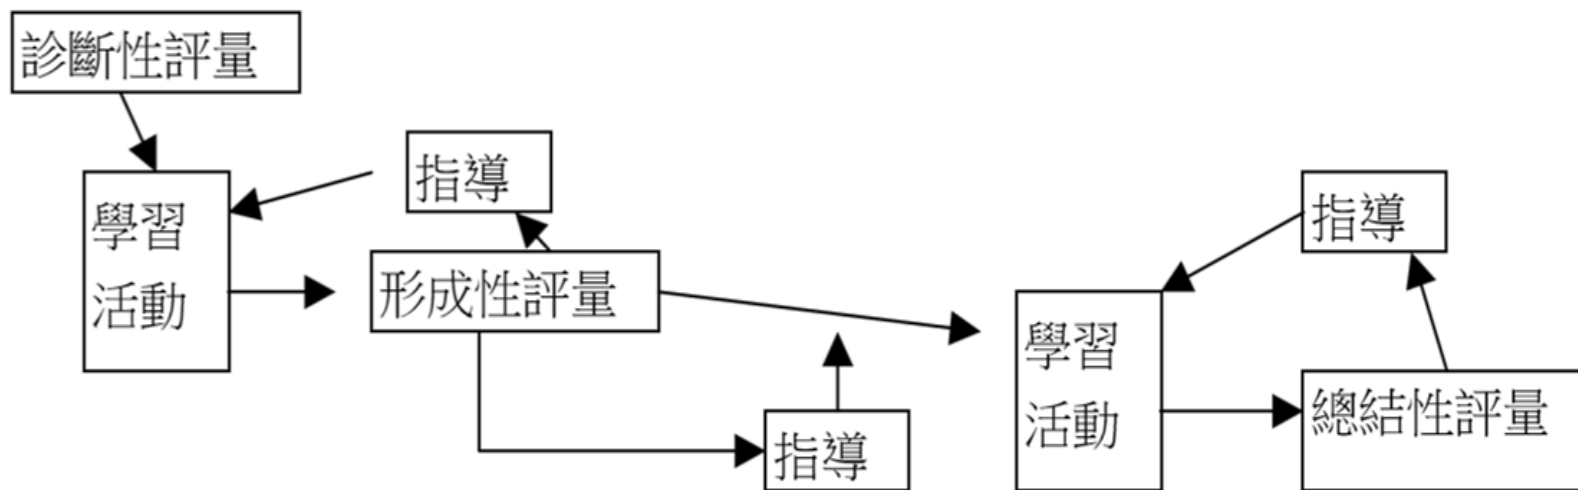 診斷性評量
指導
學習
活動
形成性評量
指導
學習
活動
指導
總結性評量